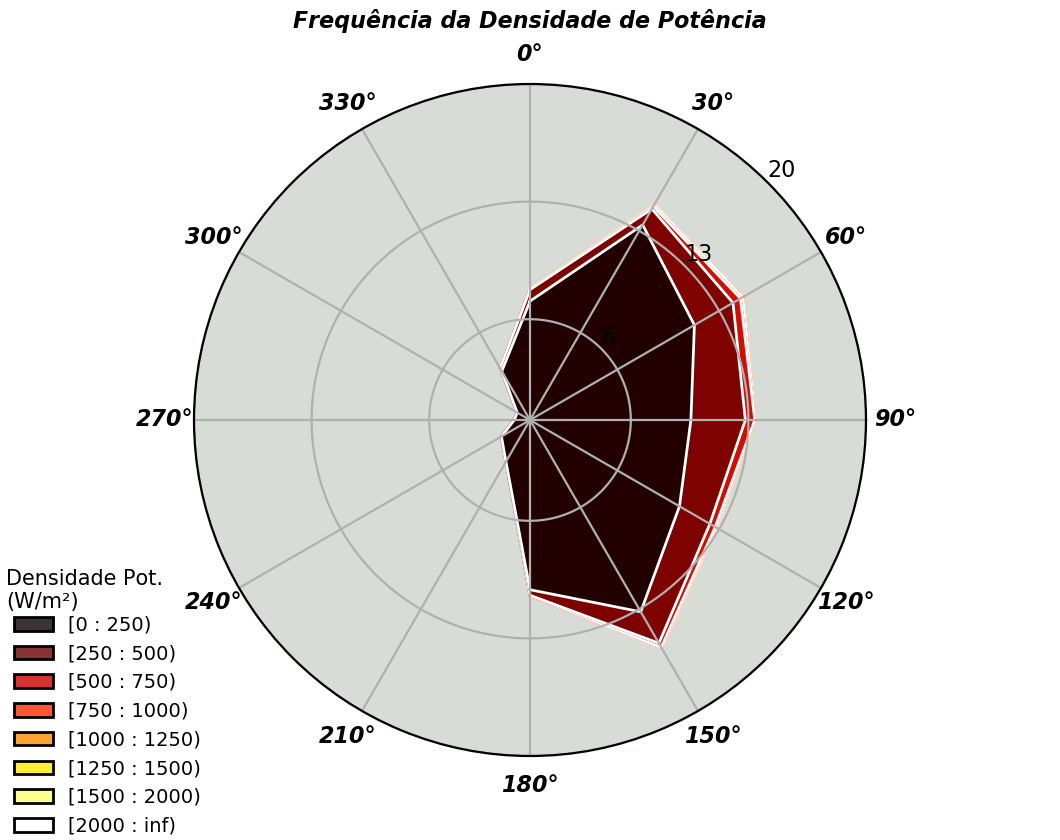 Frequência da Densidade de Potência
0°
330°
30°
20
300°
60°
13
6
270°
90°
240°
120°
210°
150°
180°
Densidade Pot.
(W/m²)
[0 : 250)
[250 : 500)
[500 : 750)
[750 : 1000)
[1000 : 1250)
[1250 : 1500)
[1500 : 2000)
[2000 : inf)